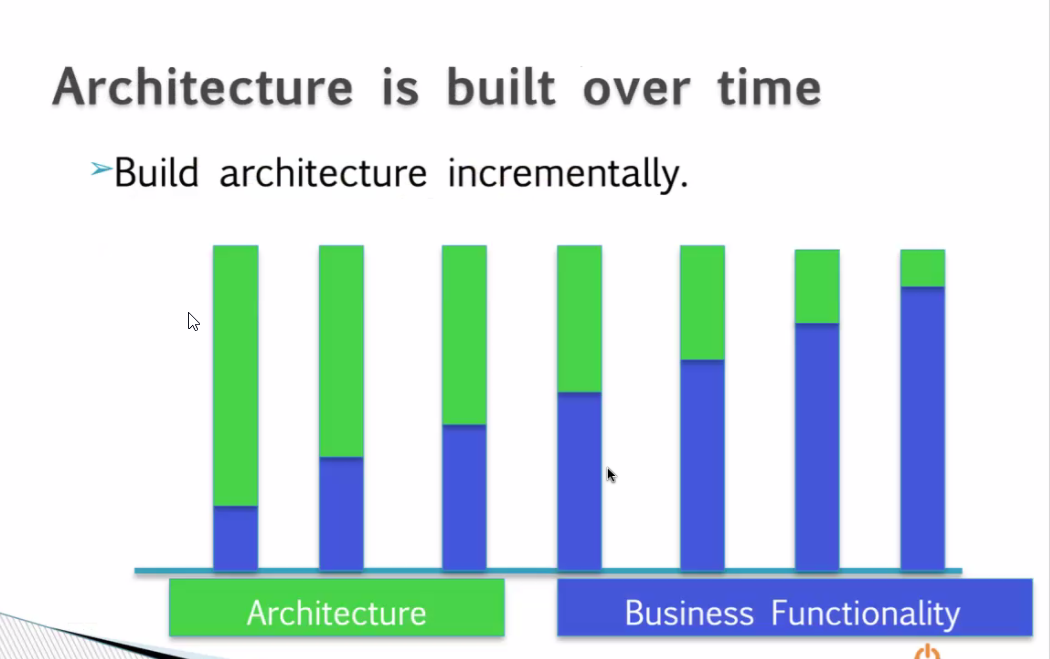 Architecture is built over time
➢Build architecture incrementally.
Architecture
Business Functionality